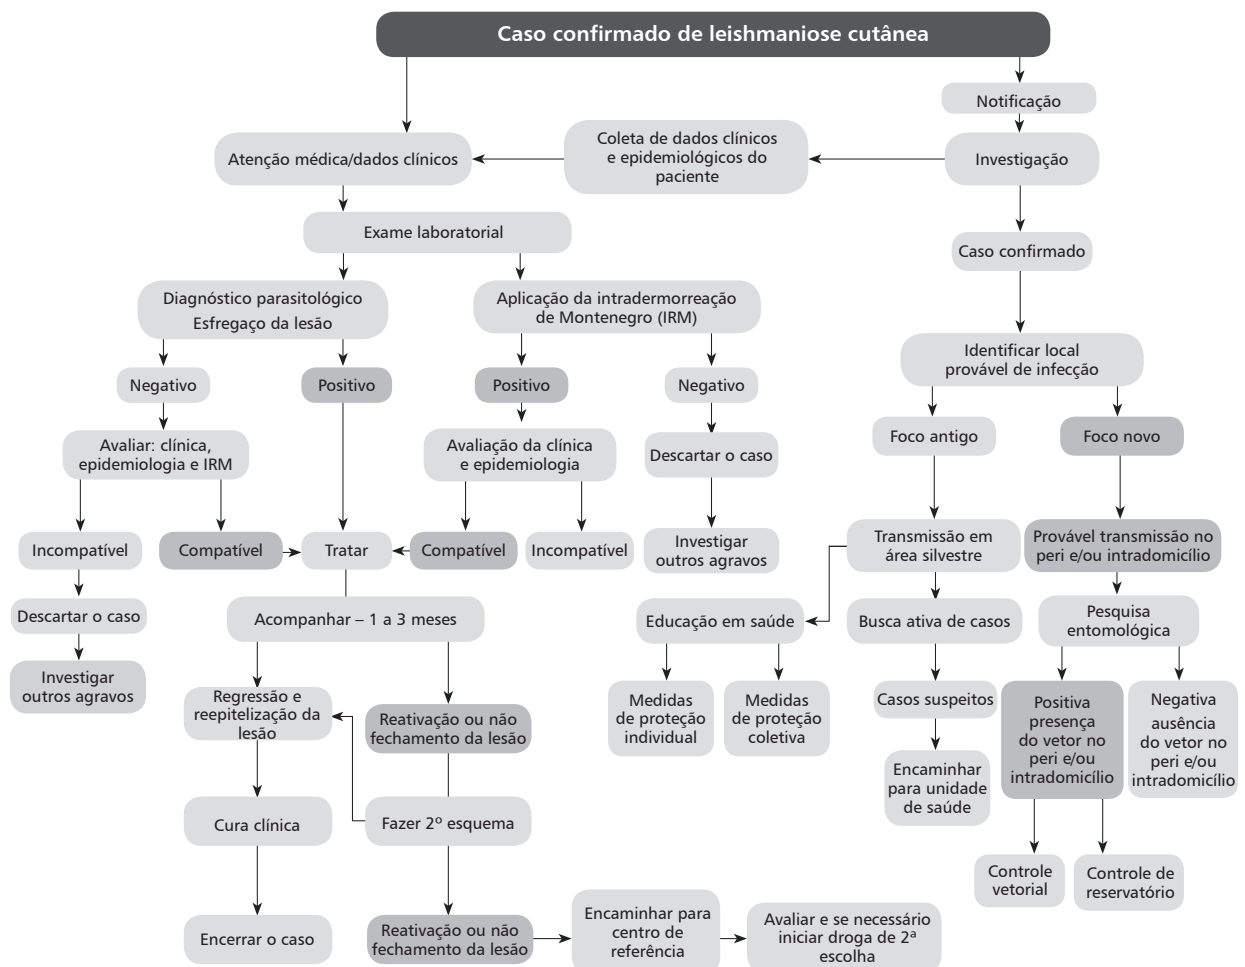 Caso confirmado de leishmaniose cutânea
Notificação
Atenção médica/dados clínicos
Coleta de dados clínicos
e epidemiológicos do
paciente
Investigação
Exame laboratorial
Caso confirmado
Diagnóstico parasitológico
Esfregaço da lesão
Aplicação da intradermorreação
de Montenegro (IRM)
Identificar local
provável de infecção
Negativo
Positivo
Positivo
Negativo
Foco antigo
Foco novo
Avaliar: clínica,
epidemiologia e IRM
Avaliação da clínica
e epidemiologia
Descartar o caso
Incompatível
Compatível
Tratar
Compatível
Incompatível
Investigar
outros agravos
Transmissão em
área silvestre
Provável transmissão no
peri e/ou intradomicílio
Descartar o caso
Acompanhar – 1 a 3 meses
Educação em saúde
Busca ativa de casos
Pesquisa
entomológica
Investigar
outros agravos
Regressão e
reepitelização da
lesão
Reativação ou não
fechamento da lesão
Medidas
de proteção
individual
Medidas
de proteção
coletiva
Casos suspeitos
Positiva
presença
do vetor no
peri e/ou
intradomicílio
Negativa
ausência
do vetor no
peri e/ou
intradomicílio
Encaminhar
para unidade
de saúde
Cura clínica
Fazer 2º esquema
Controle
vetorial
Controle de
reservatório
Encerrar o caso
Reativação ou não
fechamento da lesão
Encaminhar para
centro de
referência
Avaliar e se necessário
iniciar droga de 2ª
escolha